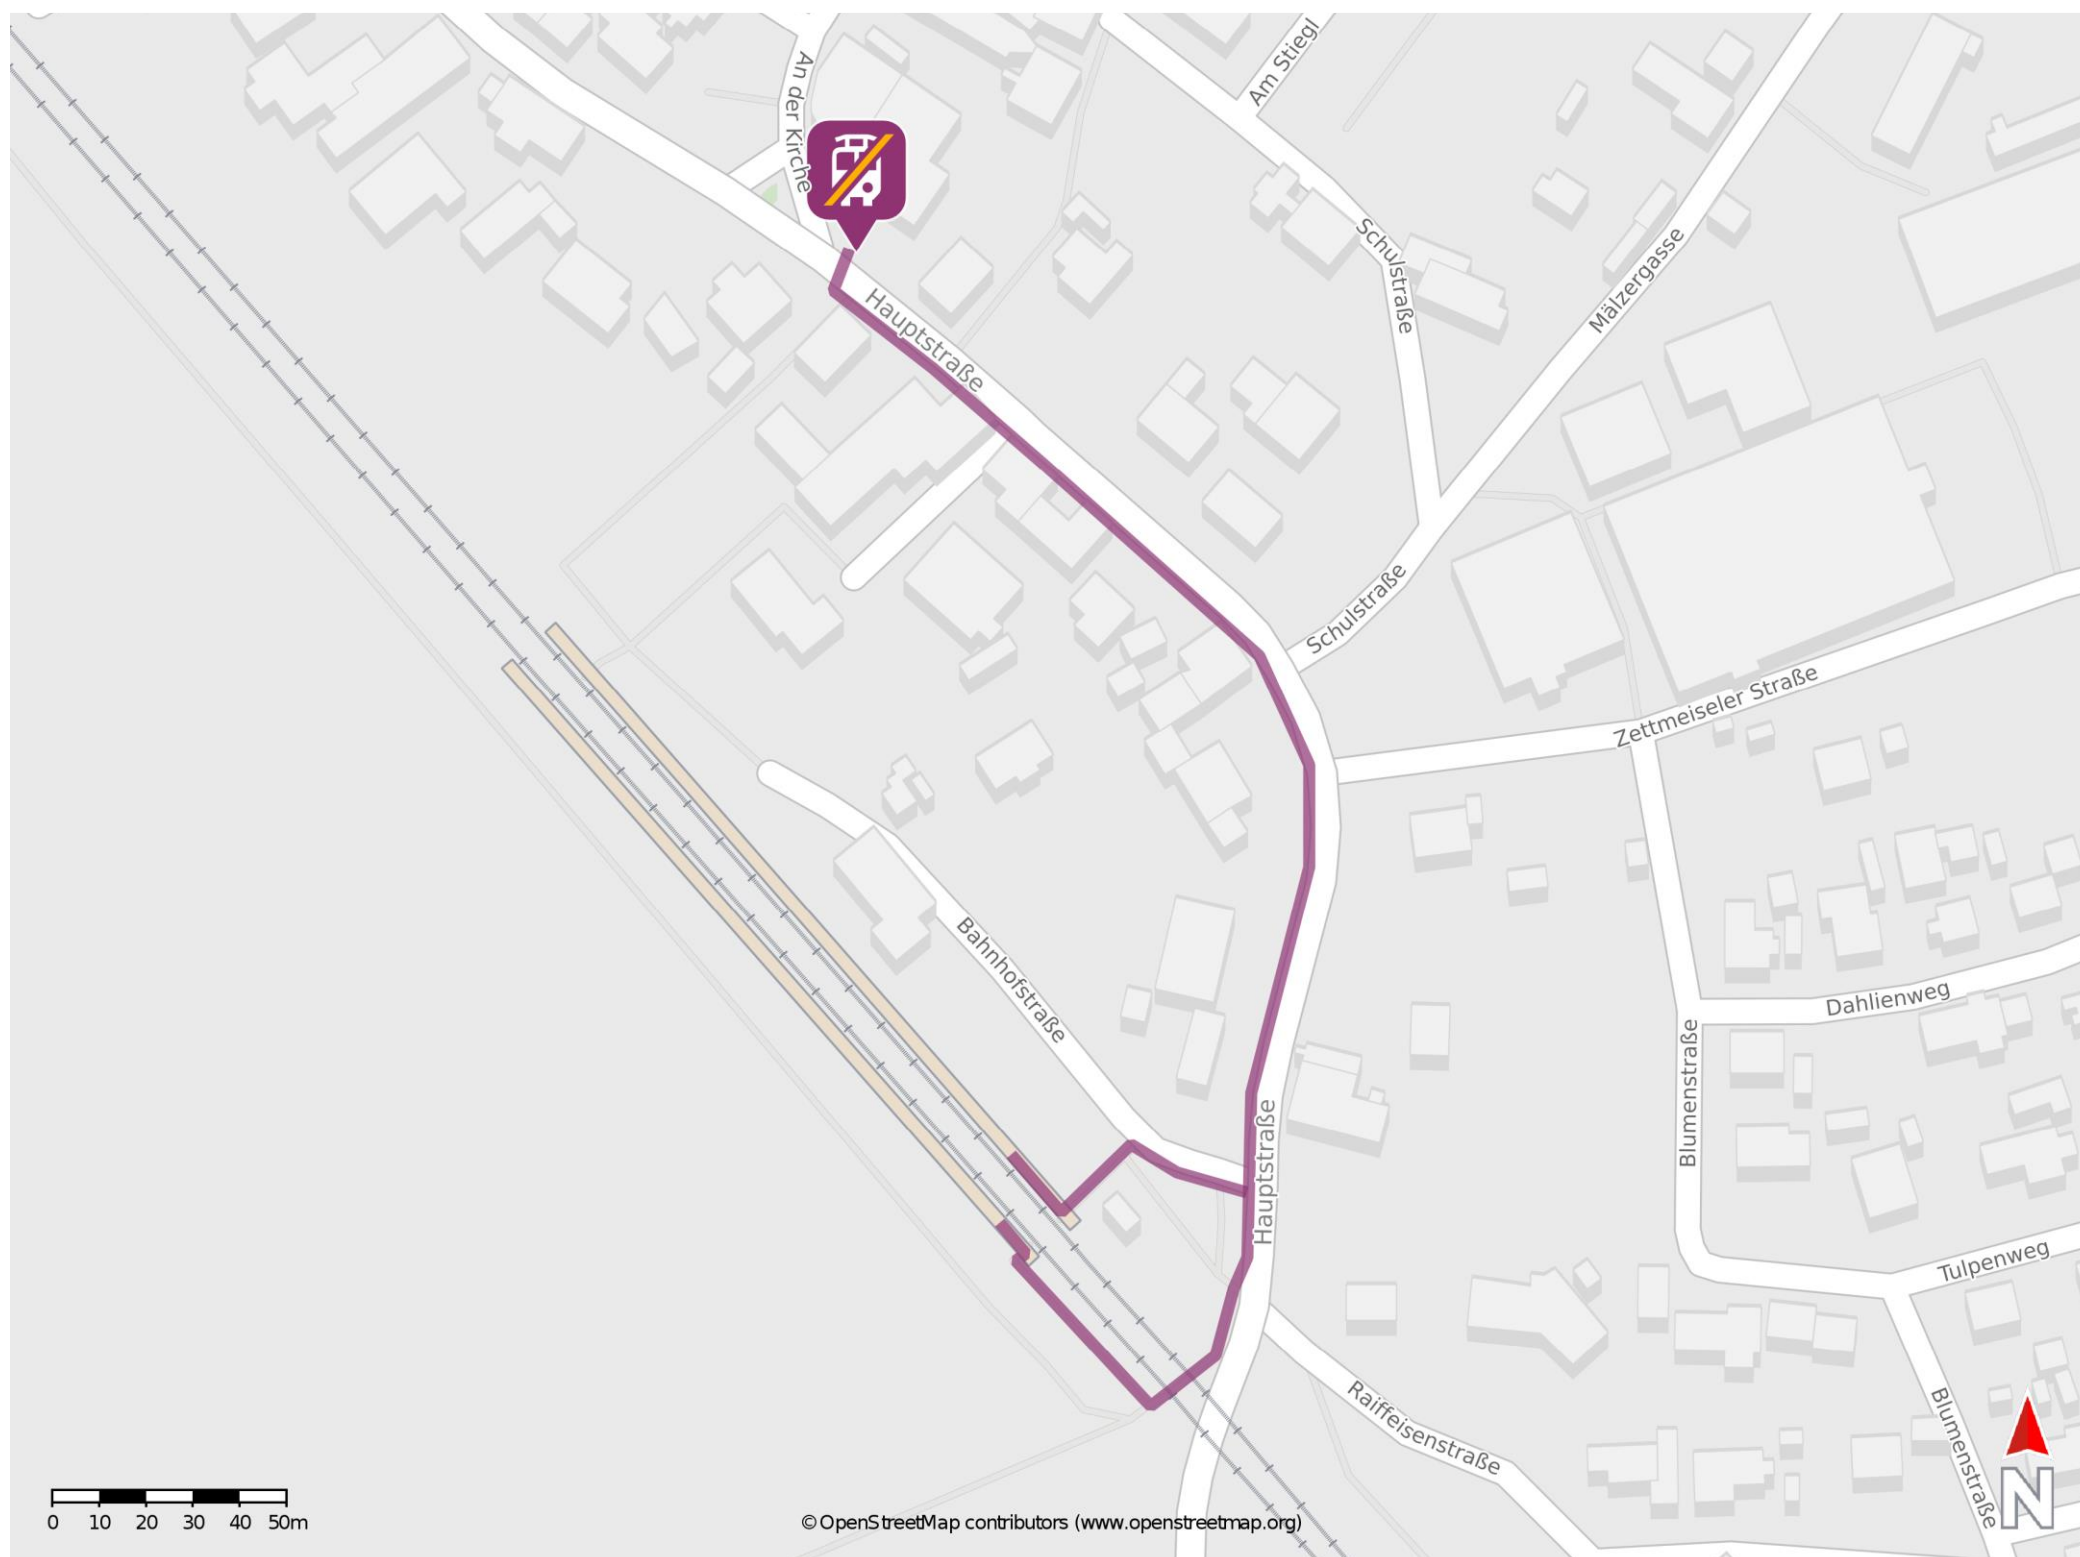 Am Stiegl
An der Kirche
Schulstraße
Mälzergasse
Hauptstraße
Schulstraße
Zettmeiseler Straße
Bahnhofstraße
Dahlienweg
Blumenstraße
Hauptstraße
Tulpenweg
Raiffeisenstraße
Blumenstraße
N
0 10 20 30 40 50m
© OpenStreetMap contributors (www.openstreetmap.org)